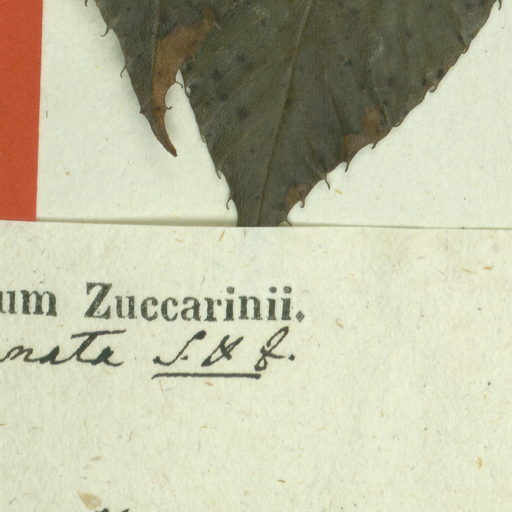 um Zuccarinii.
nata S. & Z.